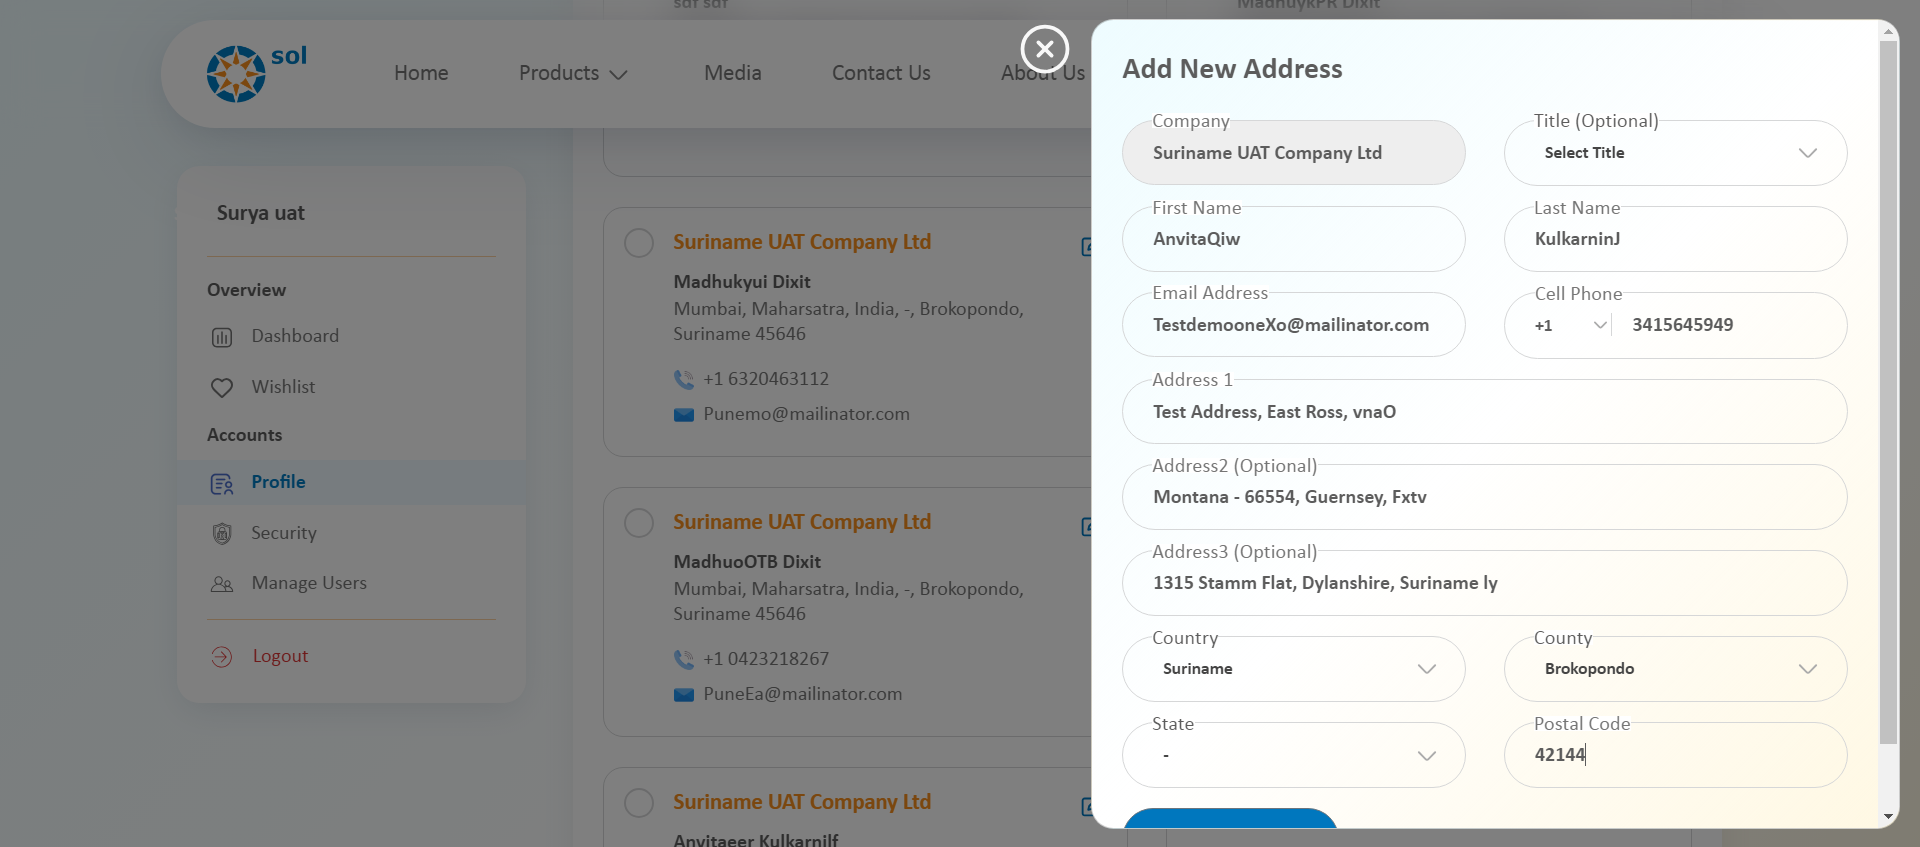 sdf sdf
MadhuykPR Dixit
sol
Home
Products
Media
Contact Us
About Us
Surya uat
Overview
Dashboard
Wishlist
Accounts
Profile
Security
Manage Users
Logout
Suriname UAT Company Ltd
Madhukyui Dixit
Mumbai, Maharsatra, India, -, Brokopondo,
Suriname 45646
+1 6320463112
Punemo@mailinator.com
Suriname UAT Company Ltd
MadhuoOTB Dixit
Mumbai, Maharsatra, India, -, Brokopondo,
Suriname 45646
+1 0423218267
PuneEa@mailinator.com
Suriname UAT Company Ltd
Anvitaeer Kulkarnilf
Add New Address
Company
Suriname UAT Company Ltd
Title (Optional)
Select Title
First Name
AnvitaQiw
Last Name
KulkarninJ
Email Address
TestdemooneXo@mailinator.com
Cell Phone
+1 3415645949
Address 1
Test Address, East Ross, vnaO
Address2 (Optional)
Montana - 66554, Guernsey, Fxtv
Address3 (Optional)
1315 Stamm Flat, Dylanshire, Suriname ly
Country
Suriname
County
Brokopondo
State
-
Postal Code
42144